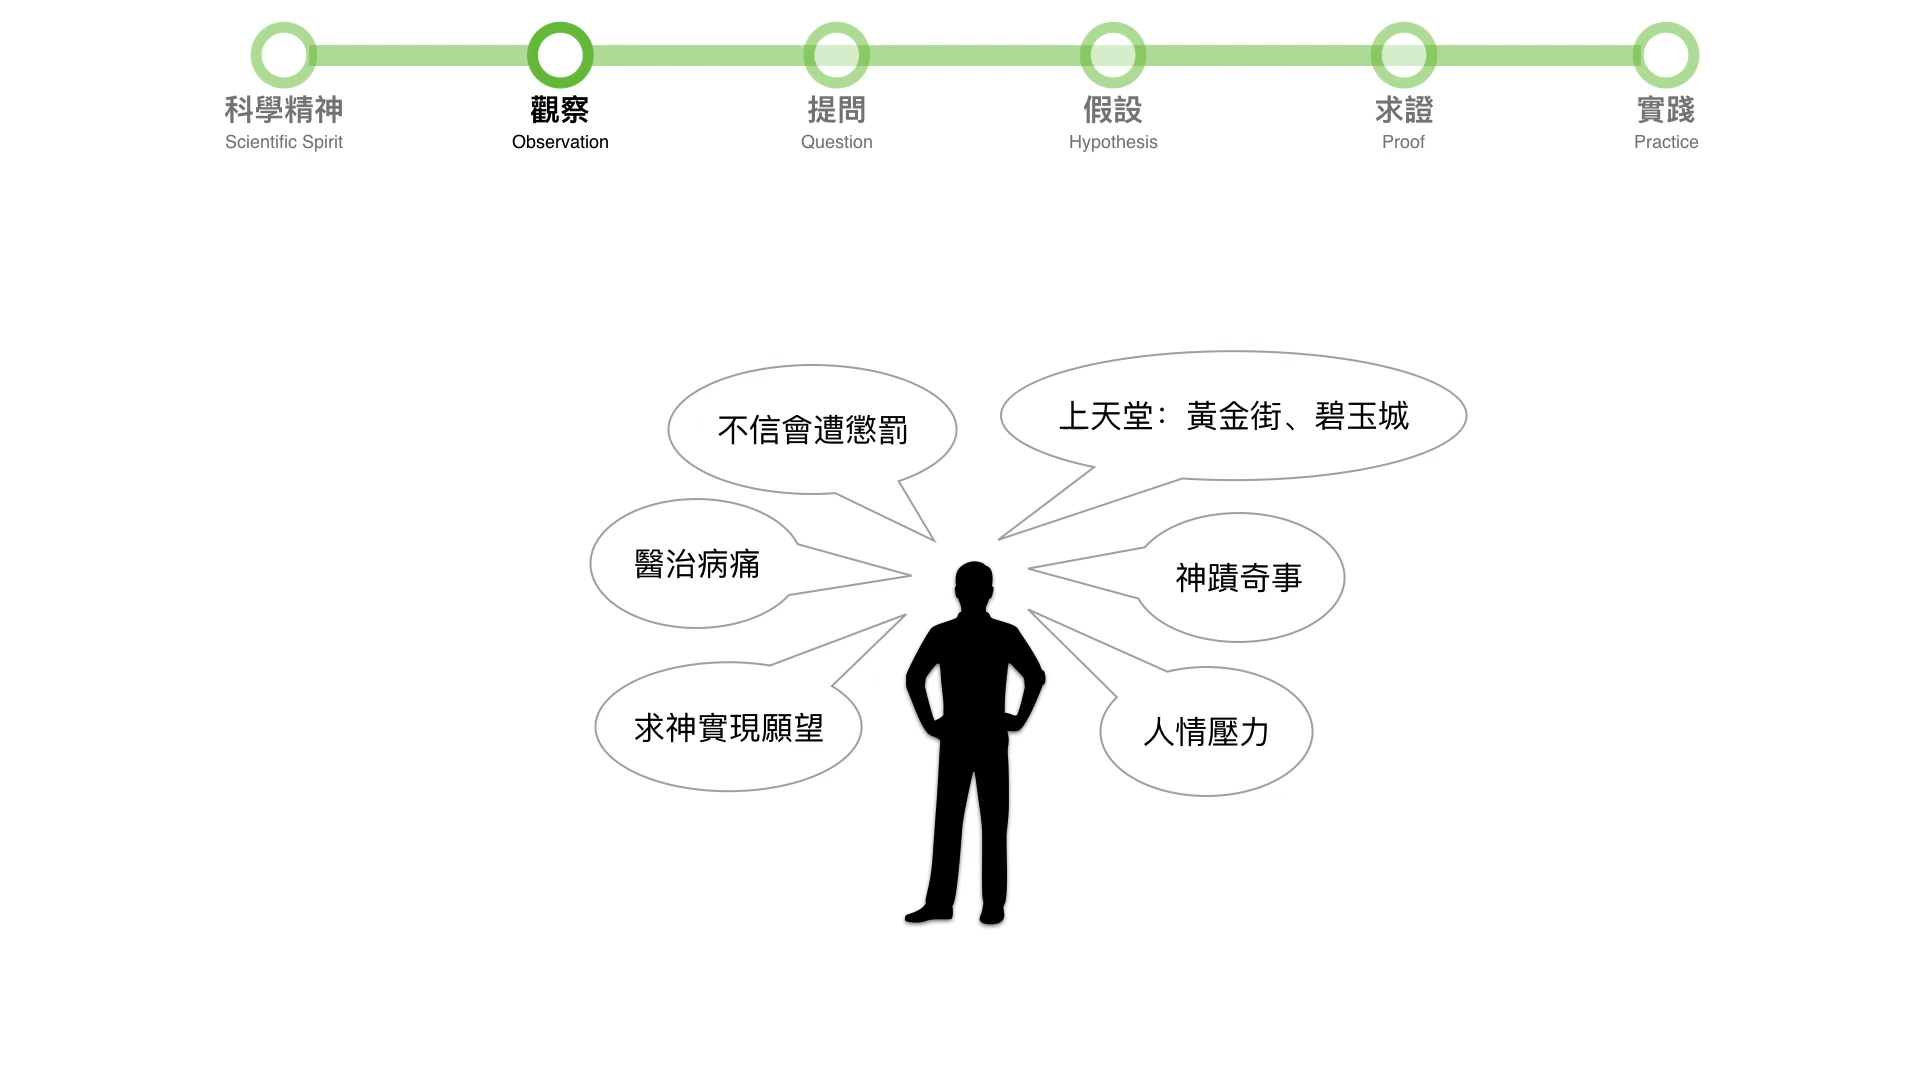 科學精神
Scientific Spirit
觀察
Observation
提問
Question
假設
Hypothesis
求證
Proof
實踐
Practice
不信會遭懲罰
上天堂：黃金街、碧玉城
醫治病痛
神蹟奇事
求神實現願望
人情壓力